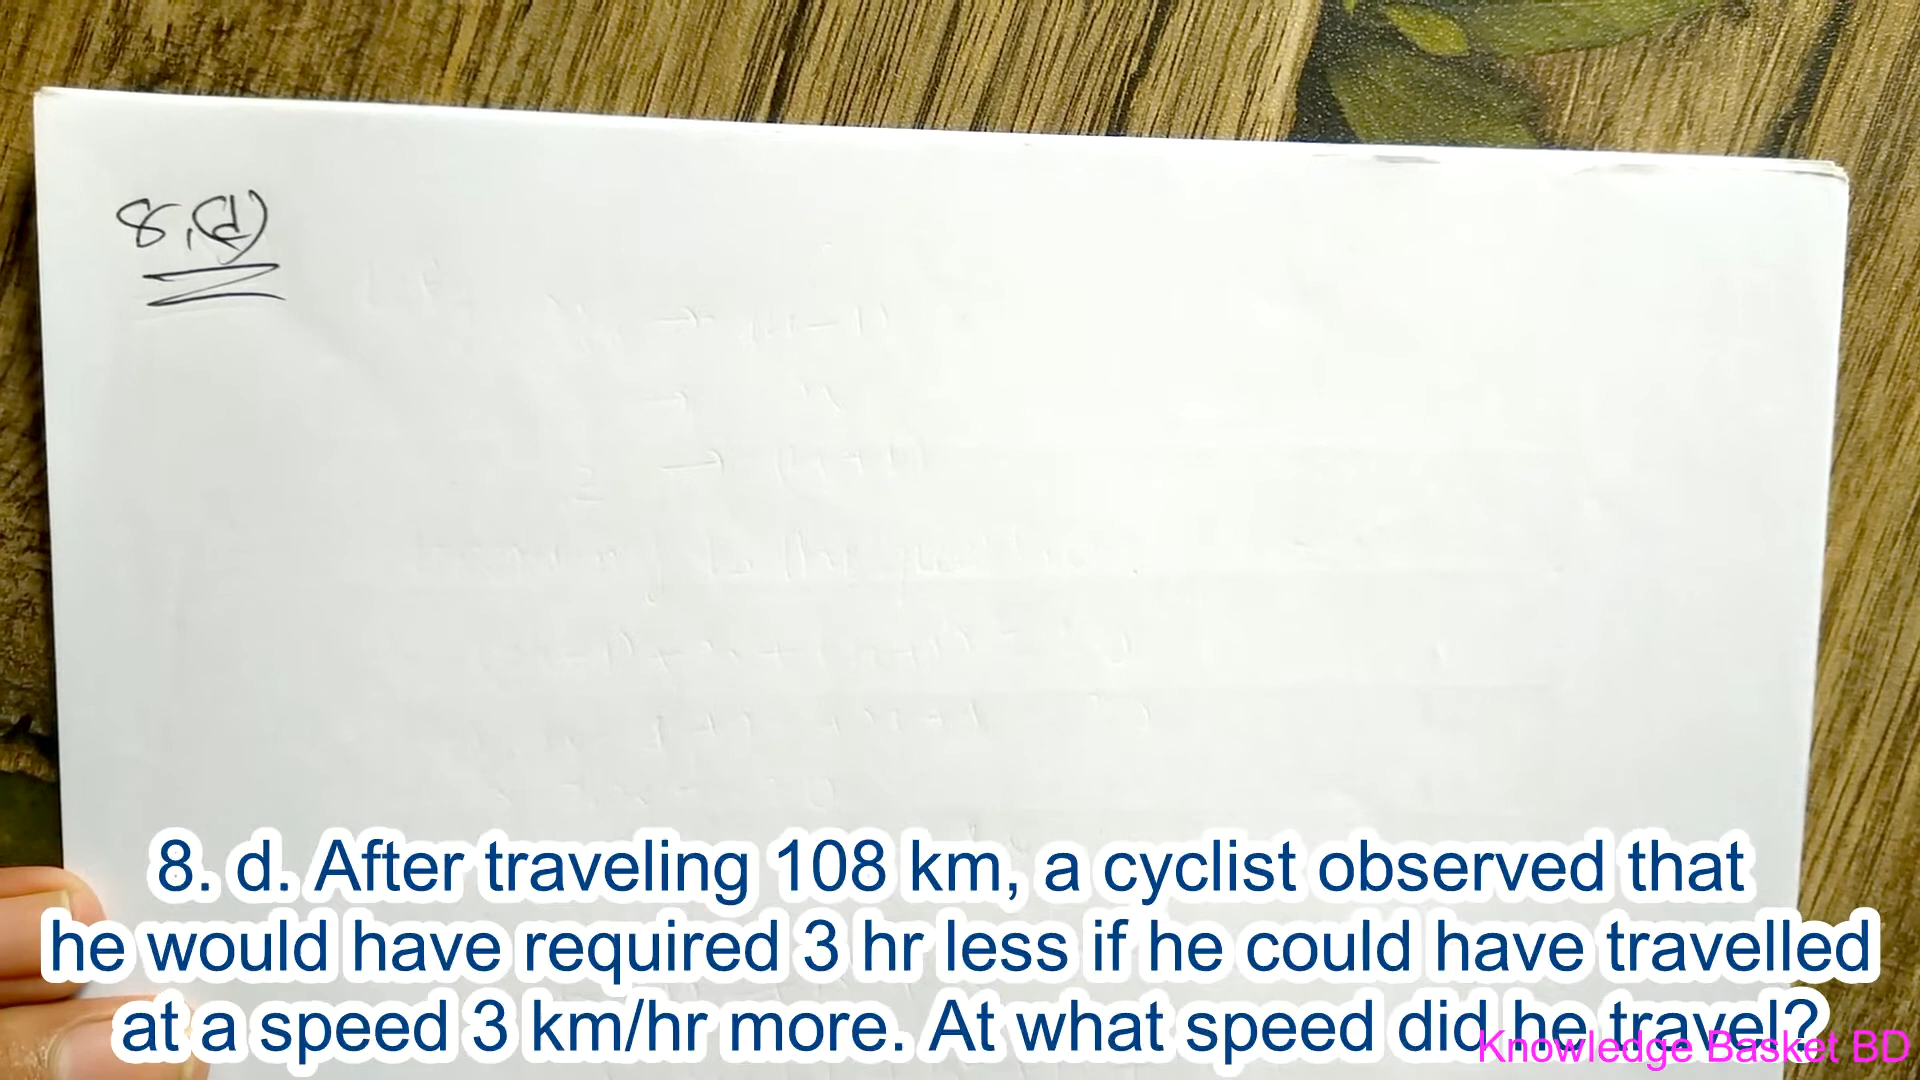 8.(d)
8. d. After traveling 108 km, a cyclist observed that
he would have required 3 hr less if he could have travelled
at a speed 3 km/hr more. At what speed did he travel?
Knowledge Basket BD